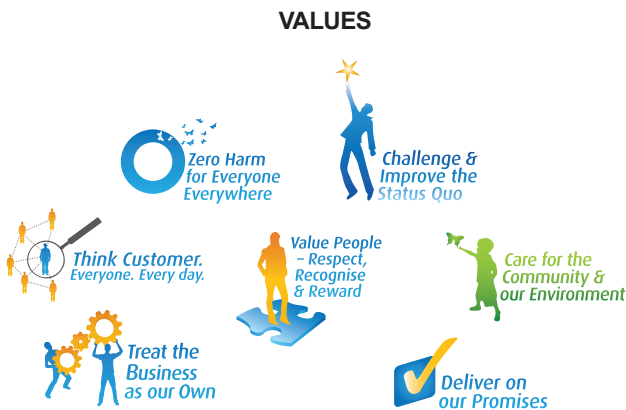 VALUES
Zero Harm
for Everyone
Everywhere
Challenge &
Improve the
Status Quo
Think Customer.
Everyone. Every day.
Value People
– Respect,
Recognise
& Reward
Care for the
Community &
our Environment
Treat the
Business
as our Own
Deliver on
our Promises